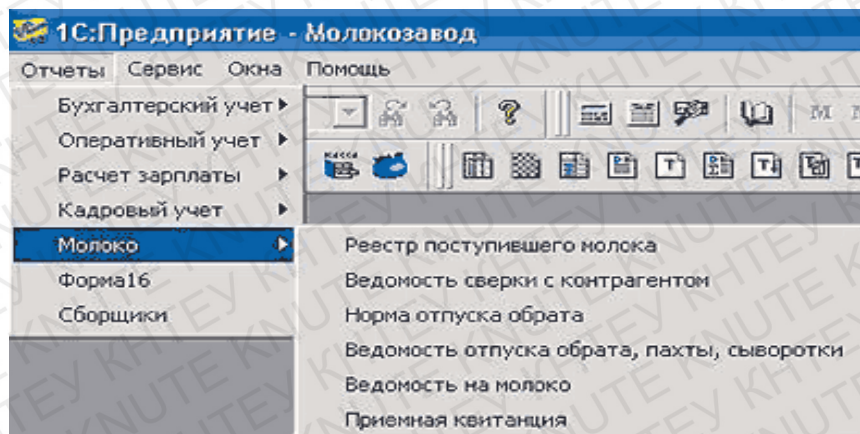 1С:Предприятие - Молокозавод
Отчеты Сервис Окна Помощь
Бухгалтерский учет
Оперативный учет
Расчет зарплаты
Кадровый учет
Молоко
Форма16
Сборщики
КАССА
Реестр поступившего молока
Ведомость сверки с контрагентом
Норма отпуска обрата
Ведомость отпуска обрата, пахты, сыворотки
Ведомость на молоко
Приемная квитанция